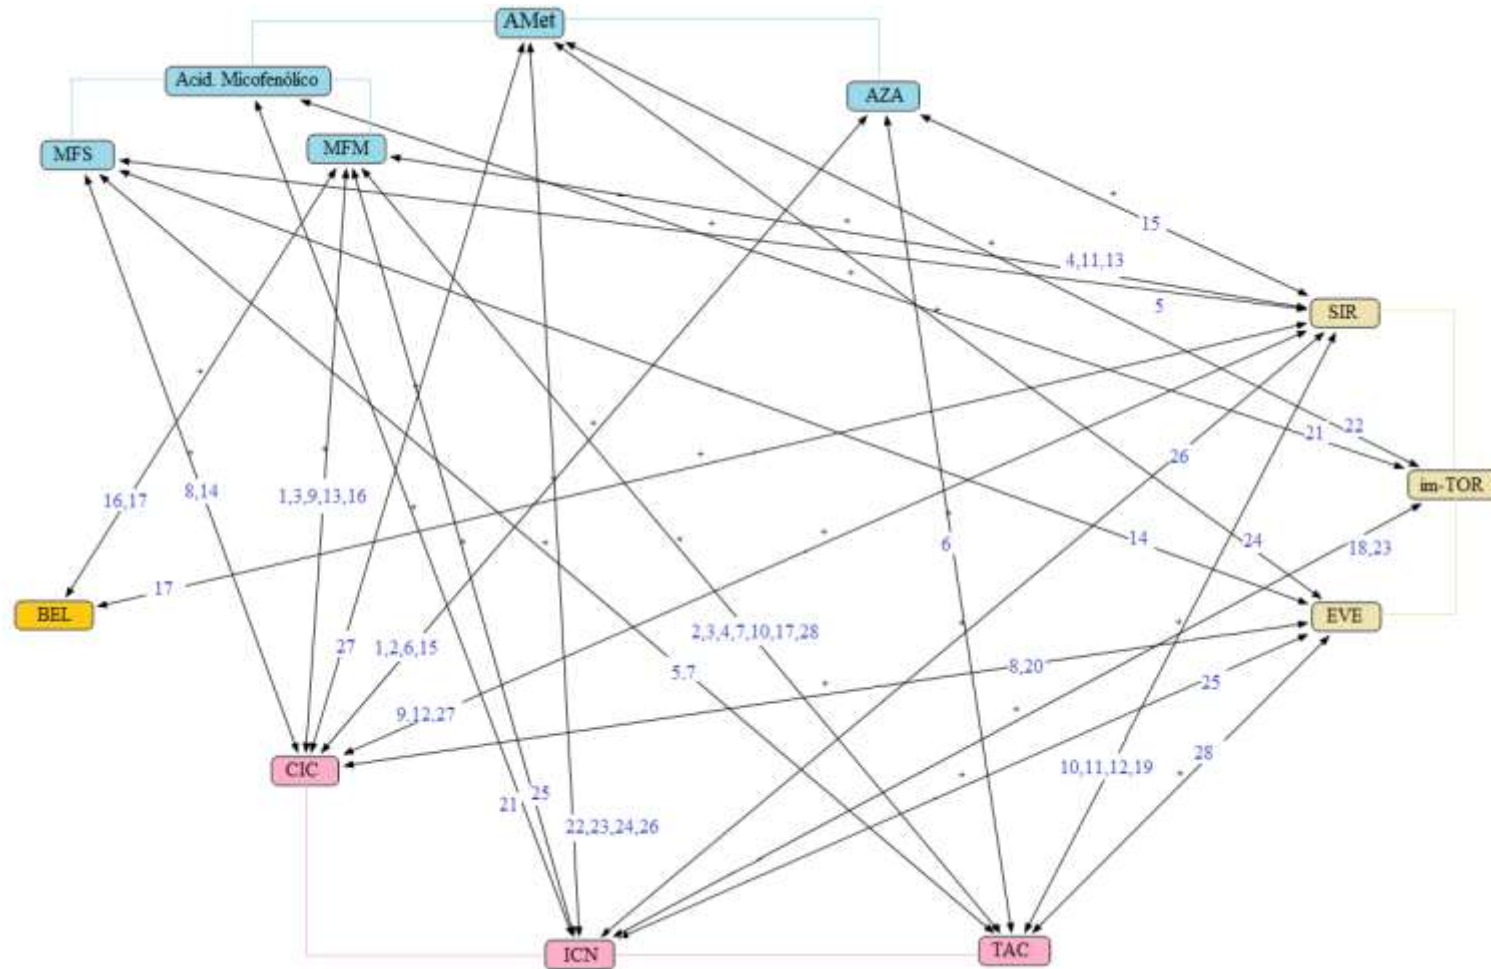 AMet
Acid. Micofenólico
AZA
MFS
MFM
15
4,11,13
5
SIR
22
21
26
im-TOR
16,17
8,14
1,3,9,13,16
6
14
24
18,23
17
BEL
EVE
27
1,2,6,15
2,3,4,7,10,17,28
5,7
8,20
25
9,12,27
CIC
28
10,11,12,19
21
25
22,23,24,26
ICN
TAC